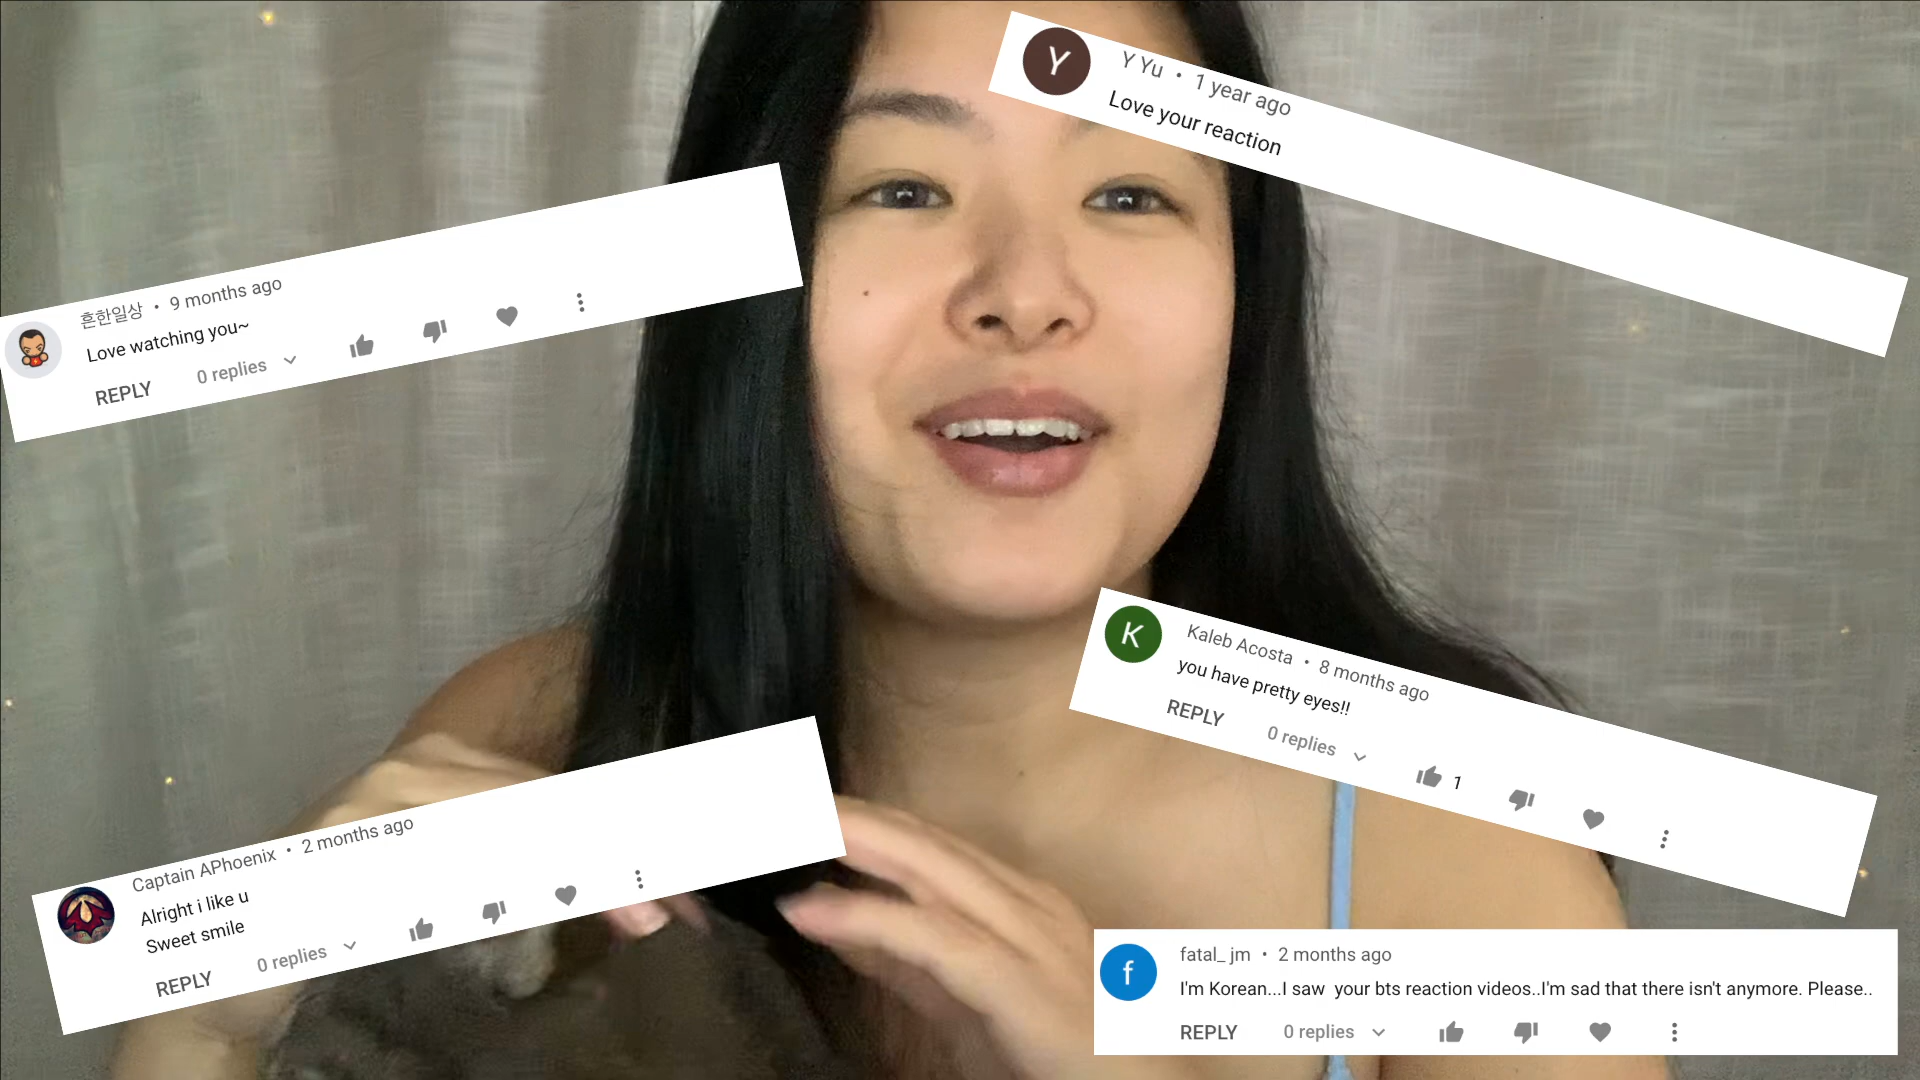 Y
Y Yu • 1 year ago
Love your reaction
흔한일상 • 9 months ago
Love watching you~
REPLY 0 replies
K
Kaleb Acosta • 8 months ago
you have pretty eyes!!
REPLY 0 replies 1
Captain APhoenix • 2 months ago
Alright i like u
Sweet smile
REPLY 0 replies
f
fatal_ jm • 2 months ago
I'm Korean...I saw your bts reaction videos..I'm sad that there isn't anymore. Please..
REPLY 0 replies